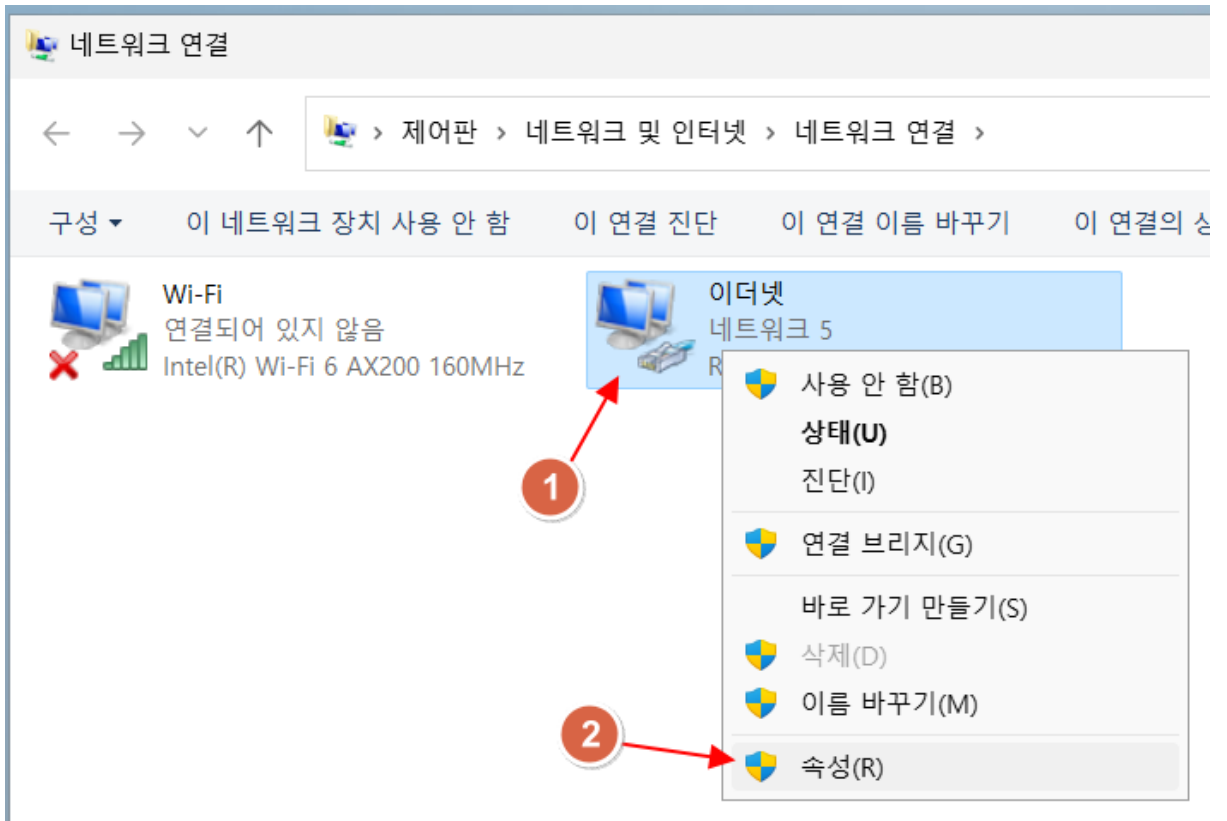 네트워크 연결
제어판 > 네트워크 및 인터넷 > 네트워크 연결 >
구성 이 네트워크 장치 사용 안 함 이 연결 진단 이 연결 이름 바꾸기 이 연결의
Wi-Fi
연결되어 있지 않음
Intel(R) Wi-Fi 6 AX200 160MHz
이더넷
네트워크 5
R
사용 안 함(B)
상태(U)
진단(I)
연결 브리지(G)
바로 가기 만들기(S)
삭제(D)
이름 바꾸기(M)
속성(R)
1
2